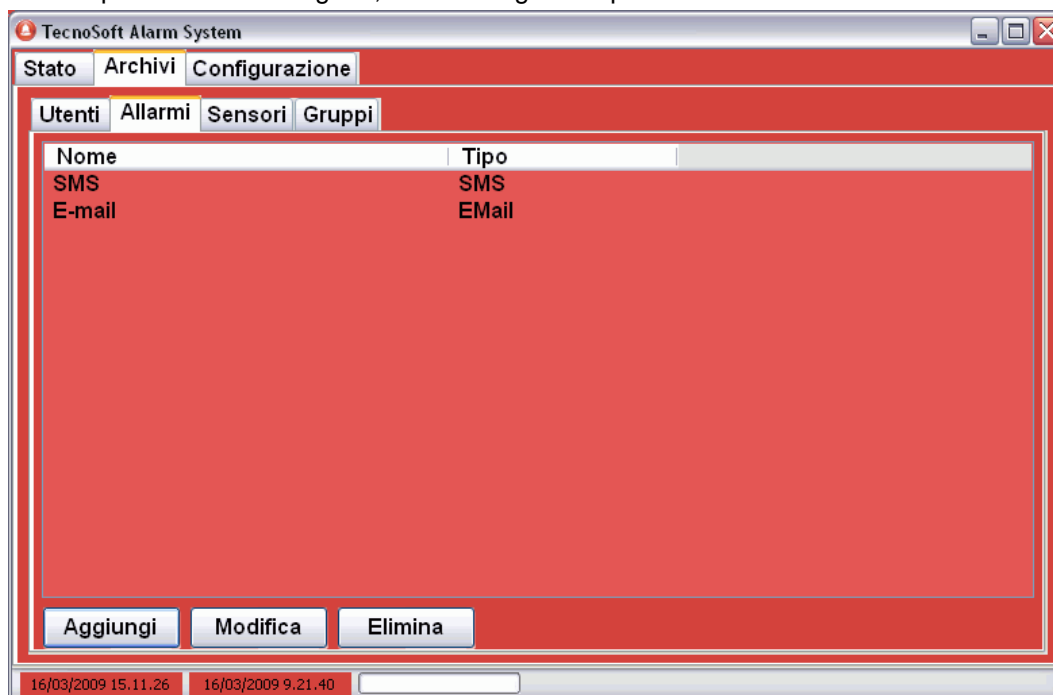 TecnoSoft Alarm System
Stato Archivi Configurazione
Utenti Allarmi Sensori Gruppi
Nome Tipo
SMS SMS
E-mail EMail
Aggiungi Modifica Elimina
16/03/2009 15.11.26 16/03/2009 9.21.40